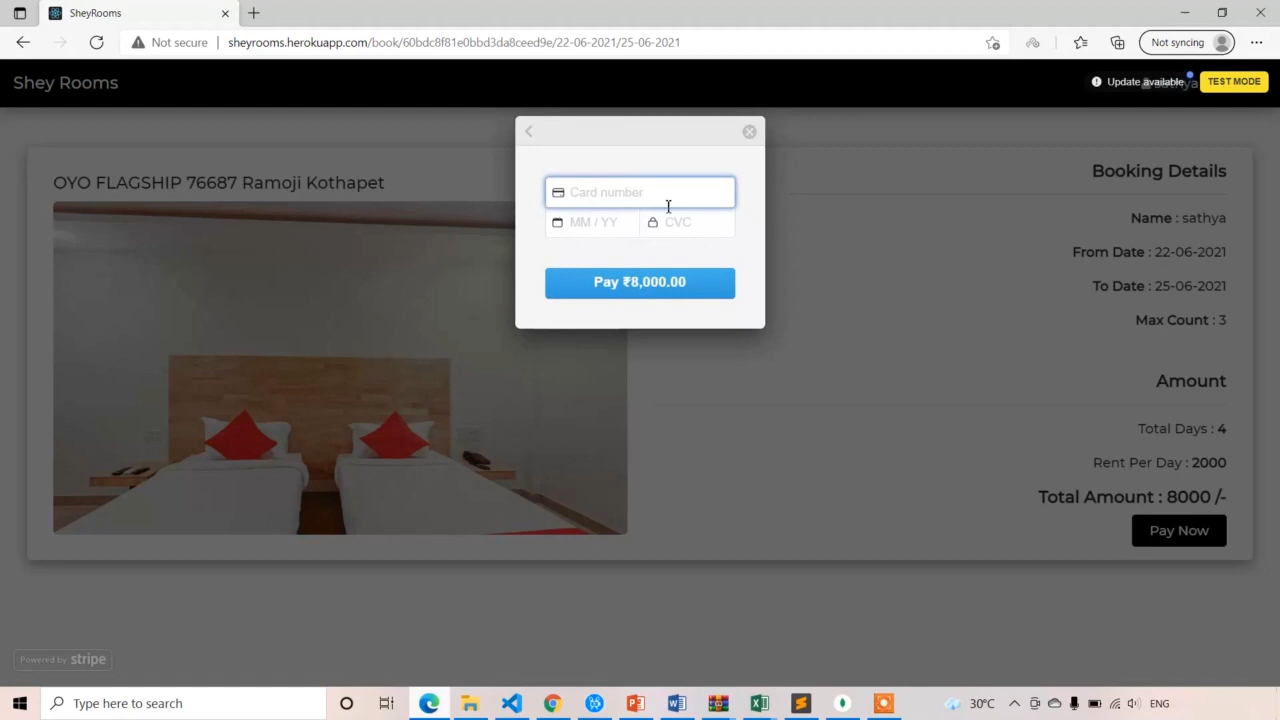 SheyRooms
Not secure
sheyrooms.herokuapp.com/book/60bdc8f81e0bbd3da8ceed9e/22-06-2021/25-06-2021
Not syncing
Shey Rooms
Update available
sathya
TEST MODE
OYO FLAGSHIP 76687 Ramoji Kothapet
Card number
MM / YY
CVC
Pay ₹8,000.00
Booking Details
Name : sathya
From Date : 22-06-2021
To Date : 25-06-2021
Max Count : 3
Amount
Total Days : 4
Rent Per Day : 2000
Total Amount : 8000 /-
Pay Now
Powered by stripe
Type here to search
30°C
ENG